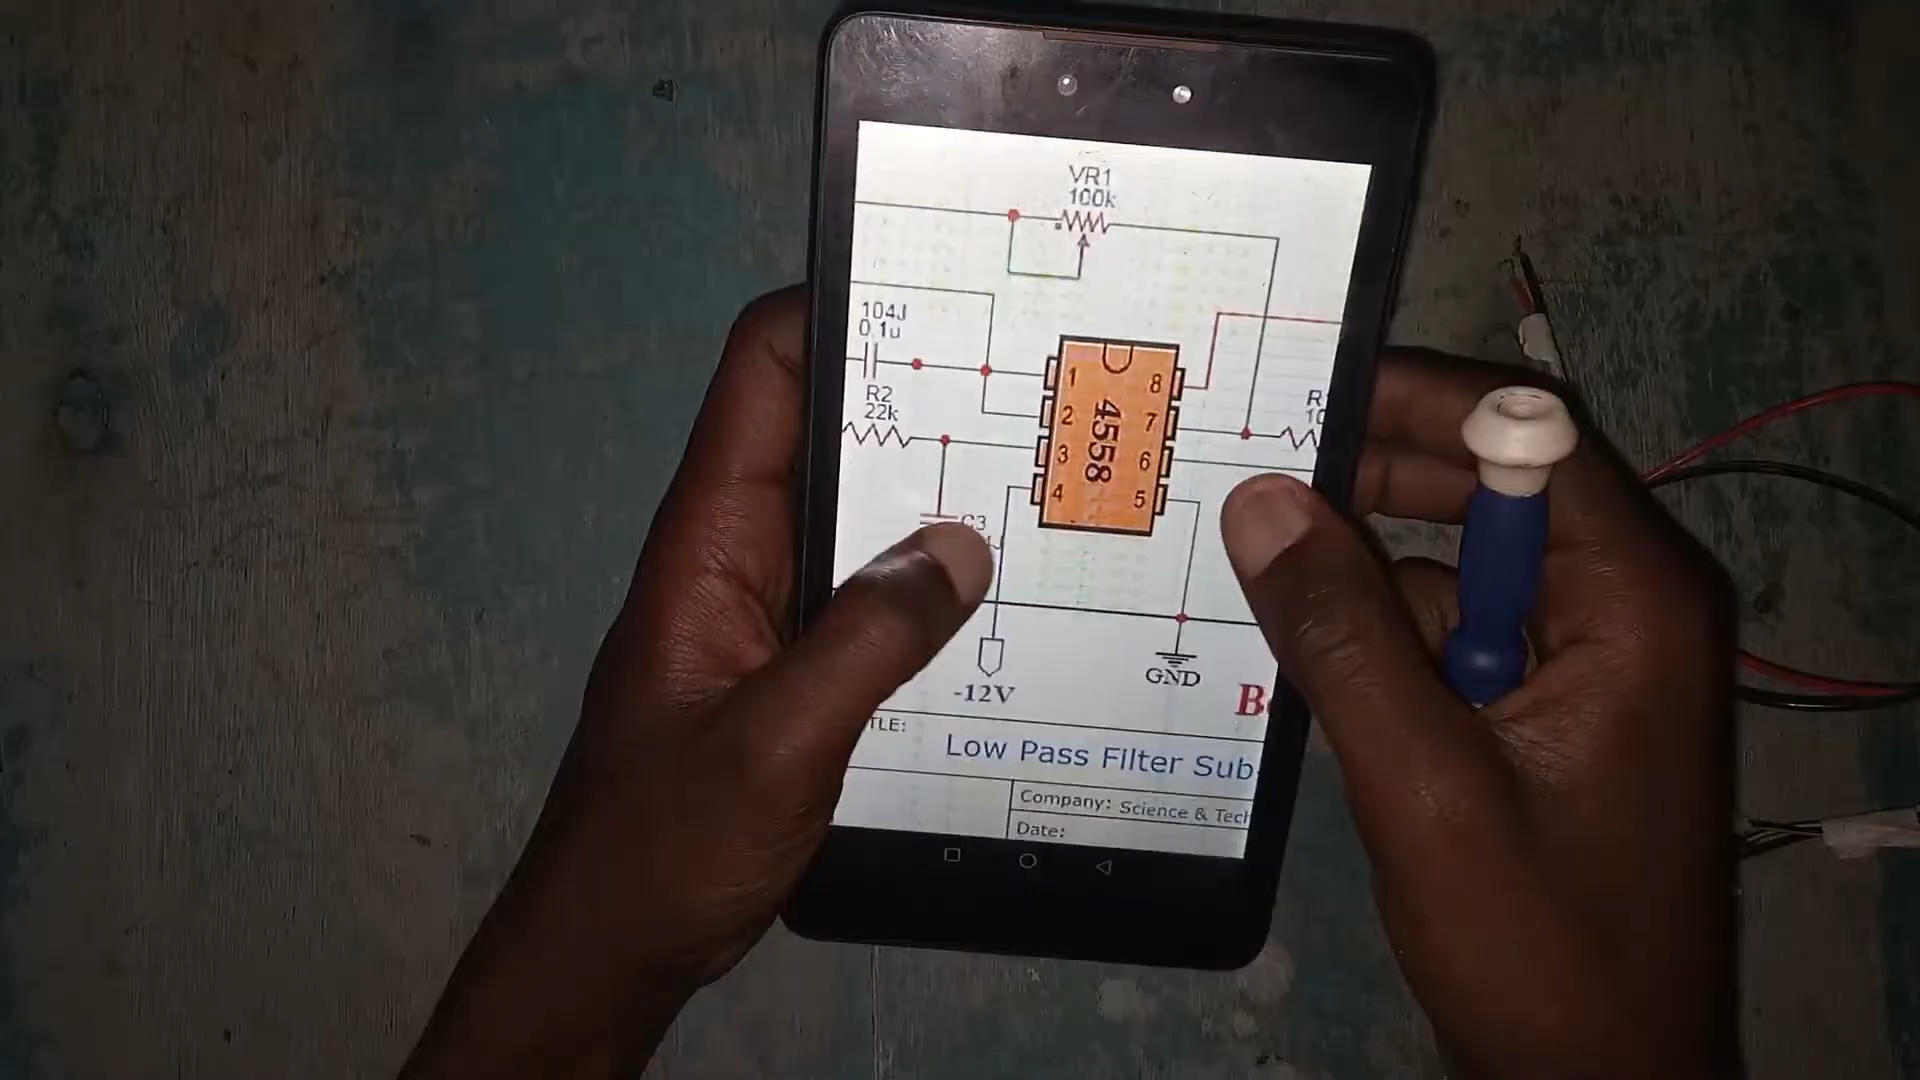 VR1
100k
104J
0.1u
R2
22k
1
2
3
4
4558
8
7
6
5
C3
-12V
GND
TLE:
Low Pass Filter Sub-
Company: Science & Tech
Date: